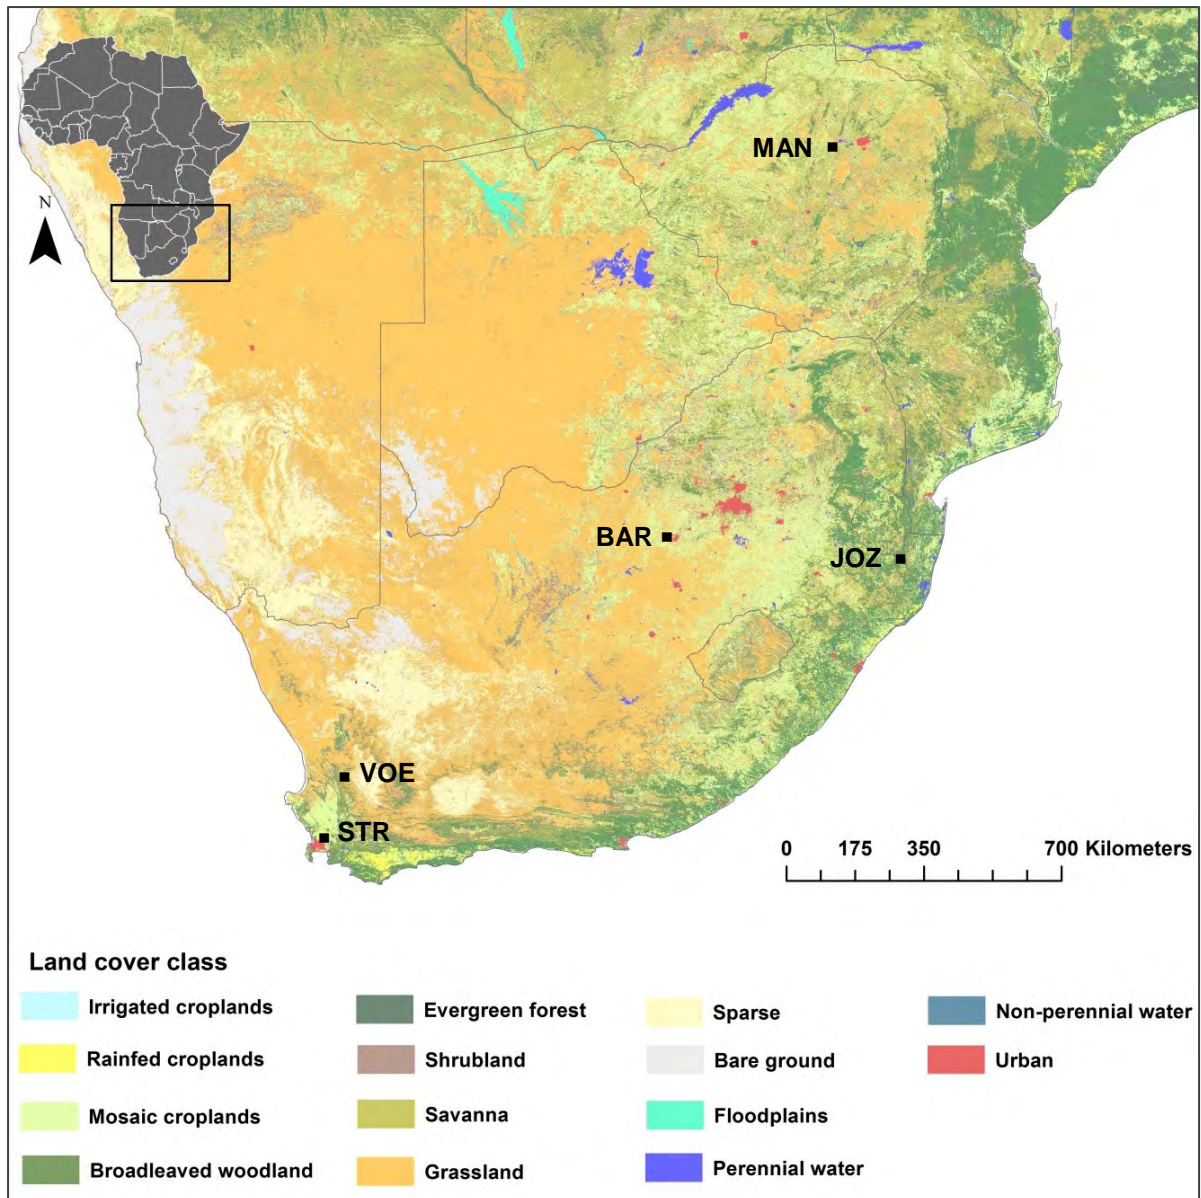 N
MAN
BAR
JOZ
VOE
STR
0 175 350 700 Kilometers
Land cover class
Irrigated croplands
Rainfed croplands
Mosaic croplands
Broadleaved woodland
Evergreen forest
Shrubland
Savanna
Grassland
Sparse
Bare ground
Floodplains
Perennial water
Non-perennial water
Urban